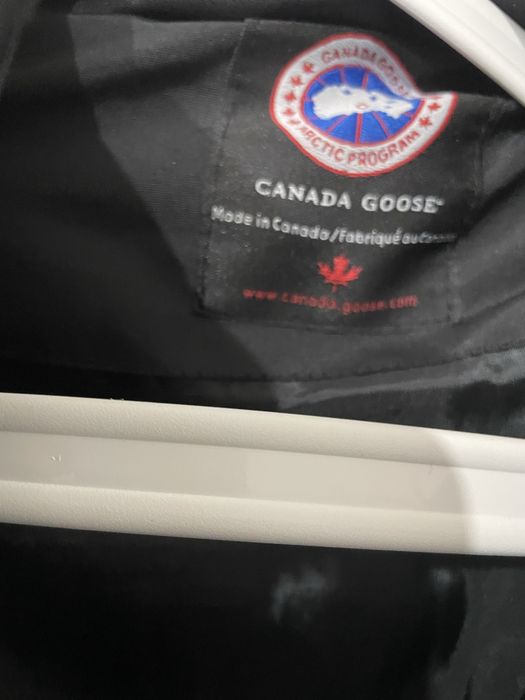 CANADA GOOSE
ARCTIC PROGRAM
CANADA GOOSE
Made in Canada/Fabriqué au Canada
www.canada.goose.com